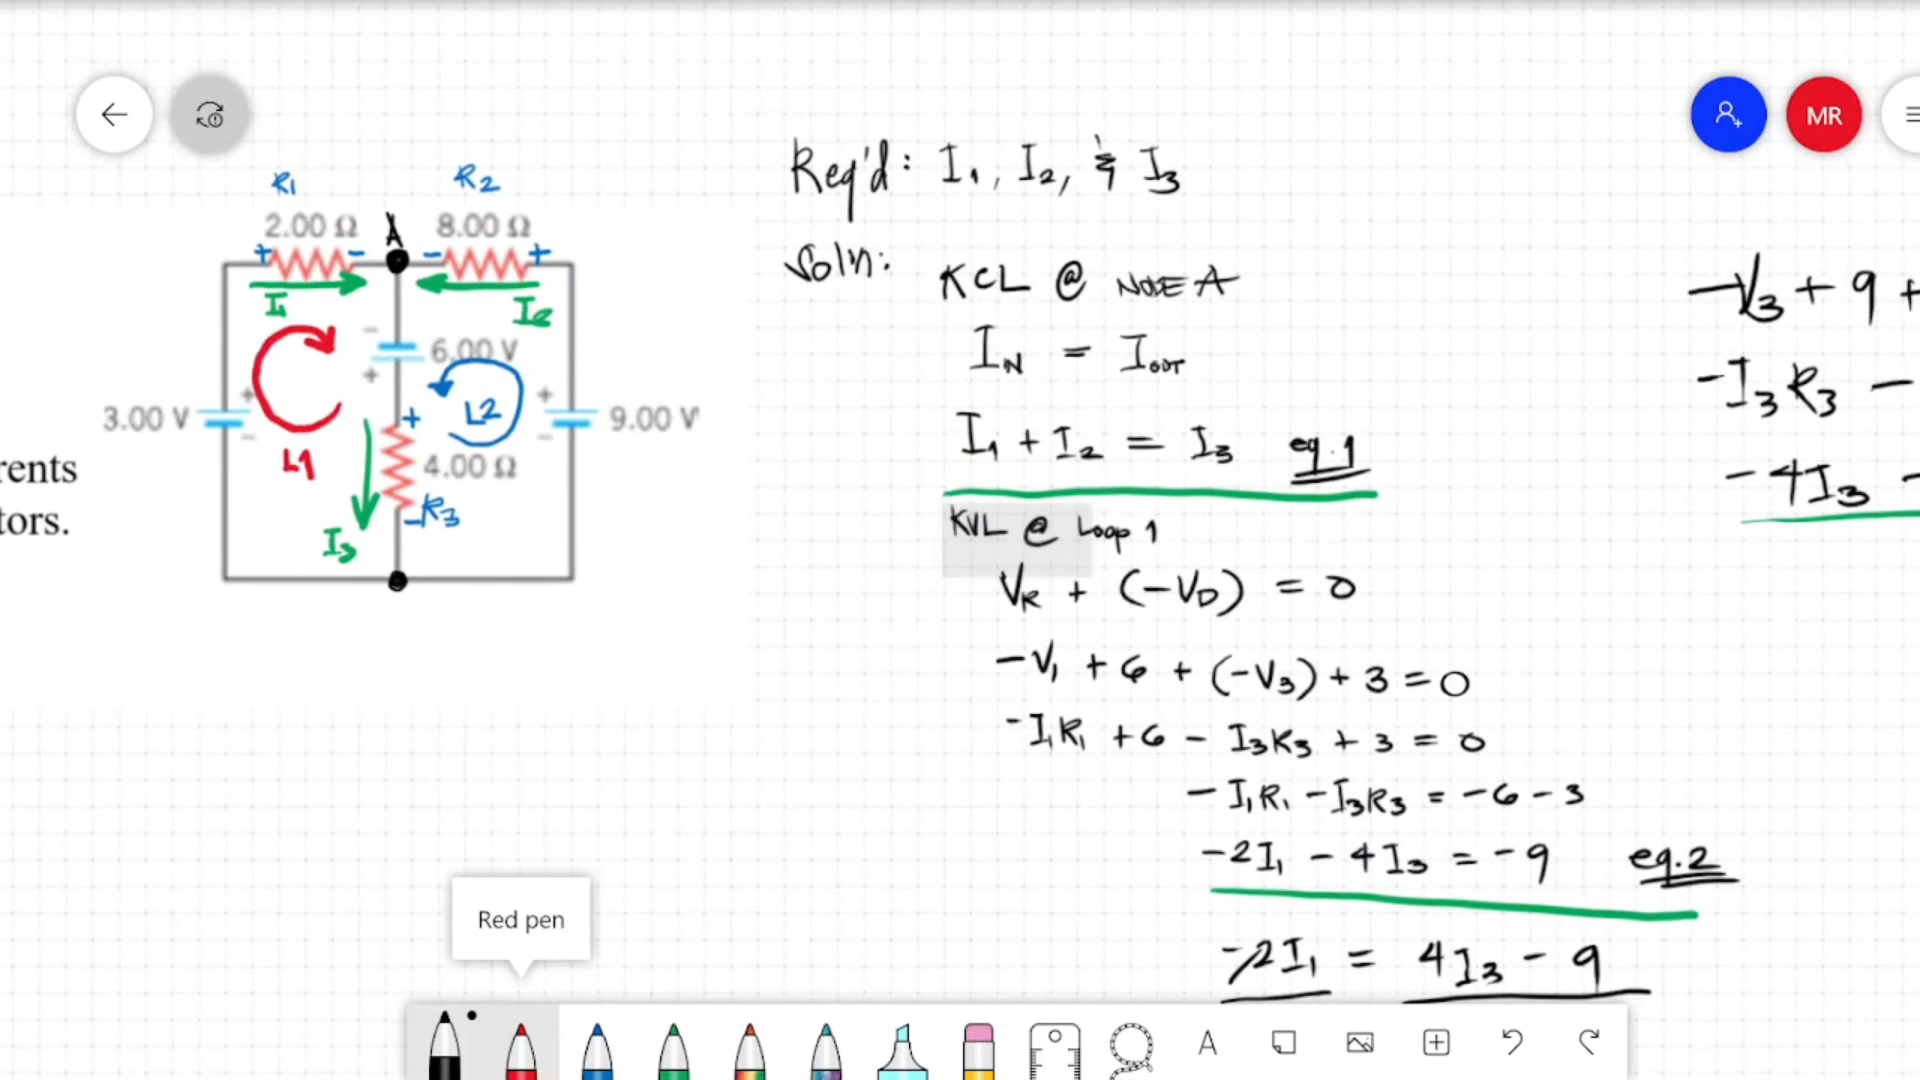 R1
R2
2.00 Ω
A
8.00 Ω
+ -
- +
I1
I2
-
6.00 V
+
+
+
+
3.00 V
L2
9.00 V
-
-
L1
4.00 Ω
-R3
I3
rents
tors.
Req'd: I1, I2, & I3
Sol'n:
KCL @ NODE A
IIN = IOUT
I1 + I2 = I3 eq.1
KVL @ Loop 1
VR + (-VD) = 0
-V1 + 6 + (-V3) + 3 = 0
-I1R1 + 6 - I3R3 + 3 = 0
-I1R1 - I3R3 = -6 - 3
-2I1 - 4I3 = -9 eq.2
-2I1 = 4I3 - 9
-V3 + 9 +
-I3R3 -
-4I3 -
MR
Red pen
A